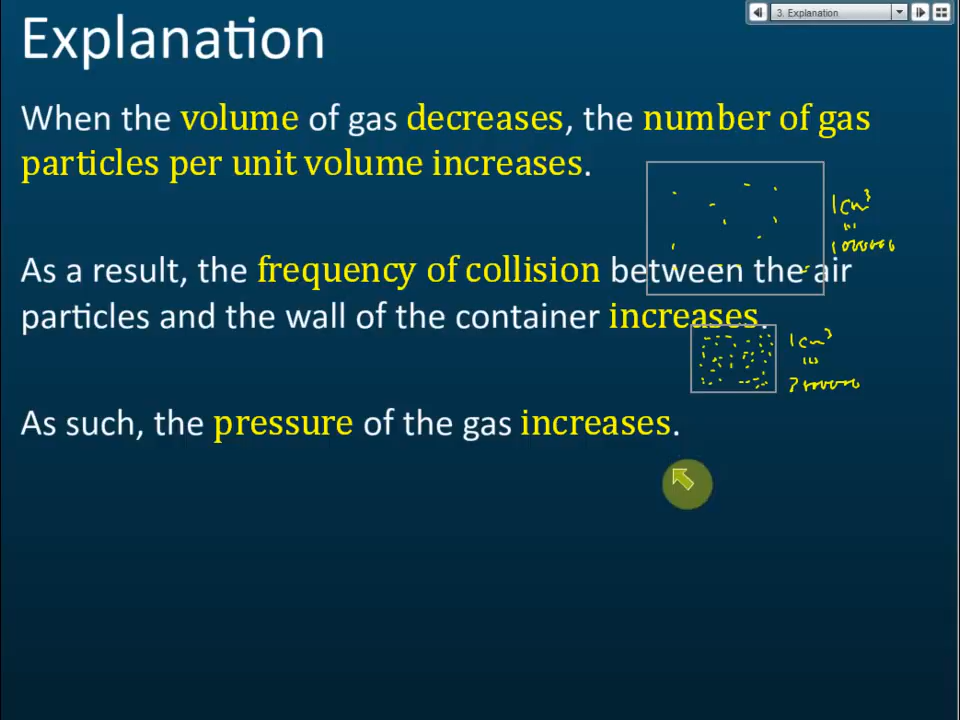 3. Explanation
Explanation
When the volume of gas decreases, the number of gas
particles per unit volume increases.
1cm³
As a result, the frequency of collision between the air
particles and the wall of the container increases.
1cm³
As such, the pressure of the gas increases.